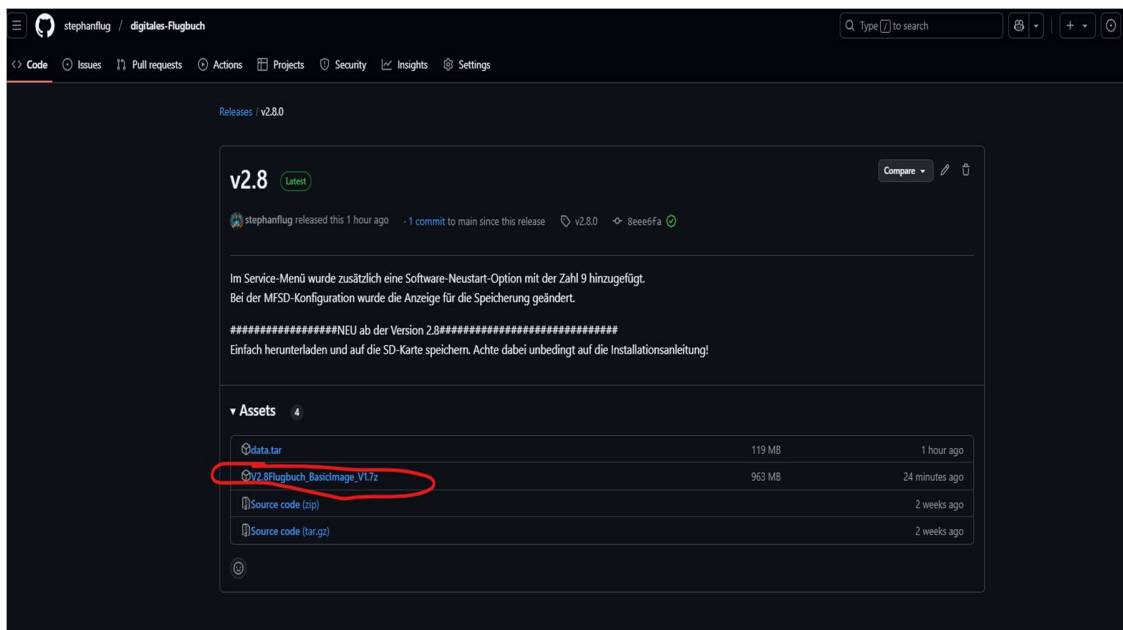 stephanflug / digitales-Flugbuch
Type / to search
Code Issues Pull requests Actions Projects Security Insights Settings
Releases / v2.8.0
v2.8 Latest
Compare
stephanflug released this 1 hour ago · 1 commit to main since this release v2.8.0 8eee6fa
Im Service-Menü wurde zusätzlich eine Software-Neustart-Option mit der Zahl 9 hinzugefügt.
Bei der MFSD-Konfiguration wurde die Anzeige für die Speicherung geändert.
##################NEU ab der Version 2.8##############################
Einfach herunterladen und auf die SD-Karte speichern. Achte dabei unbedingt auf die Installationsanleitung!
Assets 4
data.tar 119 MB 1 hour ago
V2.8Flugbuch_BasicImage_V1.7z 963 MB 24 minutes ago
Source code (zip) 2 weeks ago
Source code (tar.gz) 2 weeks ago